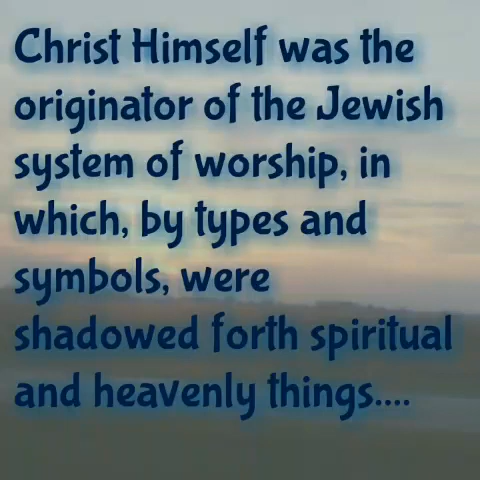 Christ Himself was the
originator of the Jewish
system of worship, in
which, by types and
symbols, were
shadowed forth spiritual
and heavenly things....